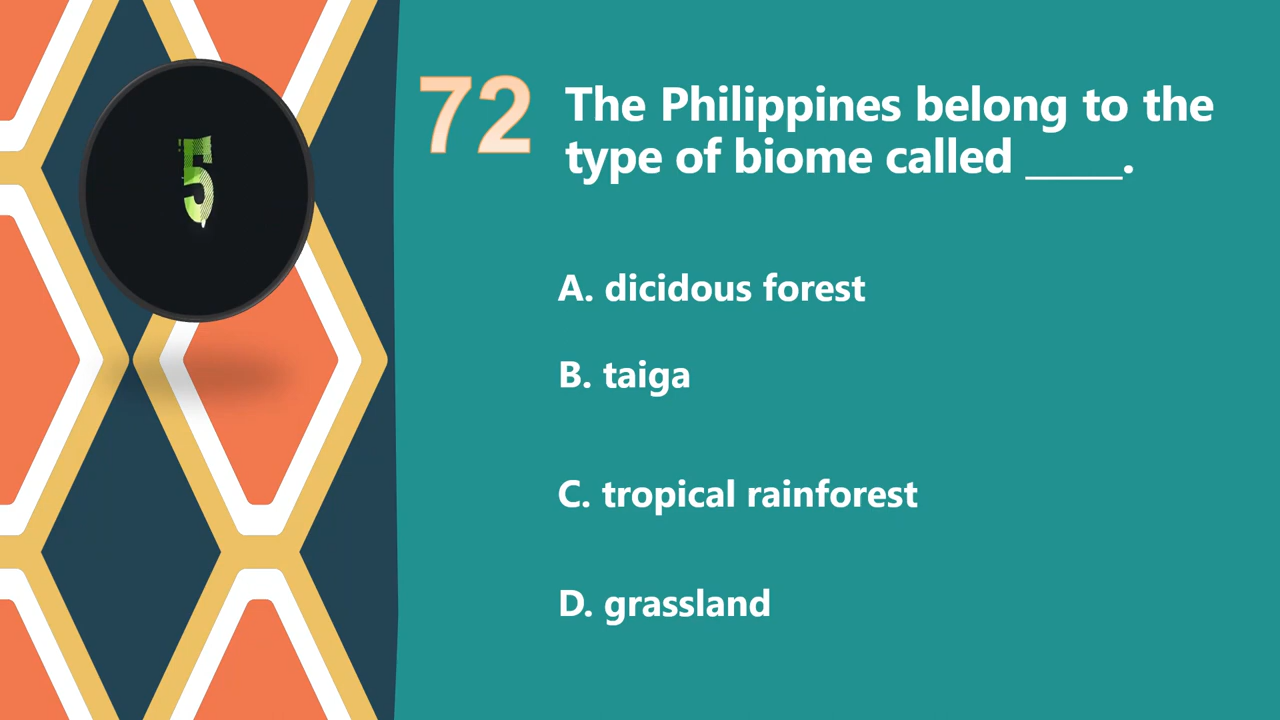 5
72
The Philippines belong to the
type of biome called _____.
A. dicidous forest
B. taiga
C. tropical rainforest
D. grassland